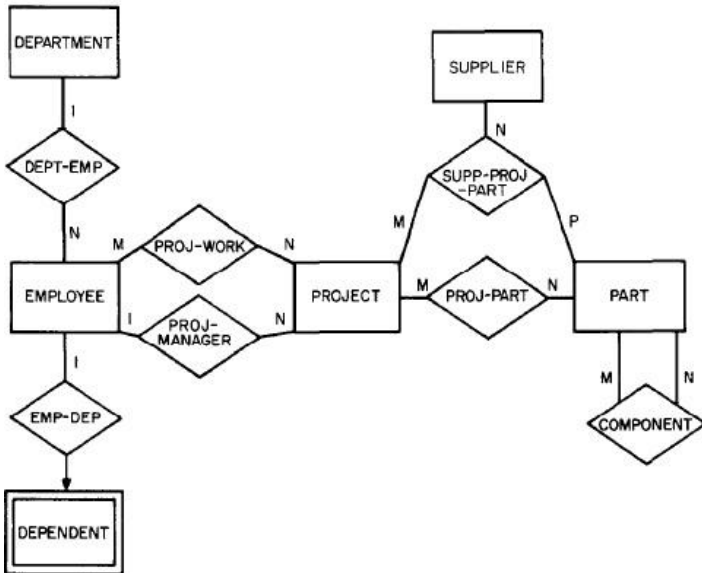 DEPARTMENT
SUPPLIER
1
N
DEPT-EMP
SUPP-PROJ
-PART
N
M
P
M
PROJ-WORK
N
EMPLOYEE
PROJECT
M
PROJ-PART
N
PART
1
PROJ-
MANAGER
N
1
M
N
EMP-DEP
COMPONENT
DEPENDENT